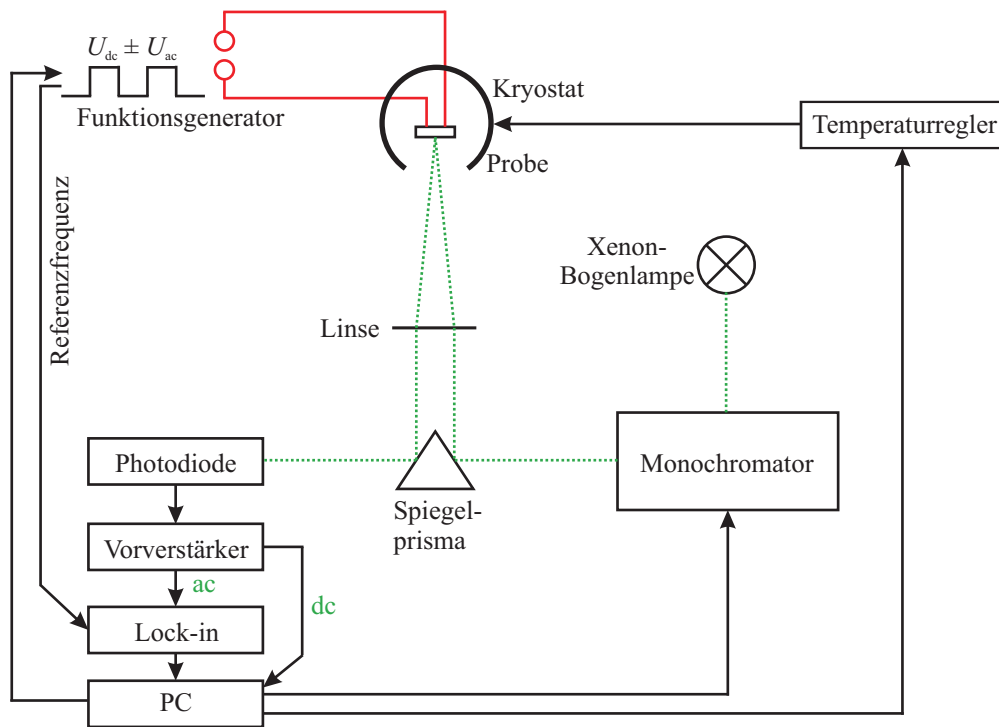 U_dc ± U_ac
Funktionsgenerator
Kryostat
Probe
Temperaturregler
Referenzfrequenz
Xenon-
Bogenlampe
Linse
Photodiode
Monochromator
Spiegel-
prisma
Vorverstärker
ac
dc
Lock-in
PC